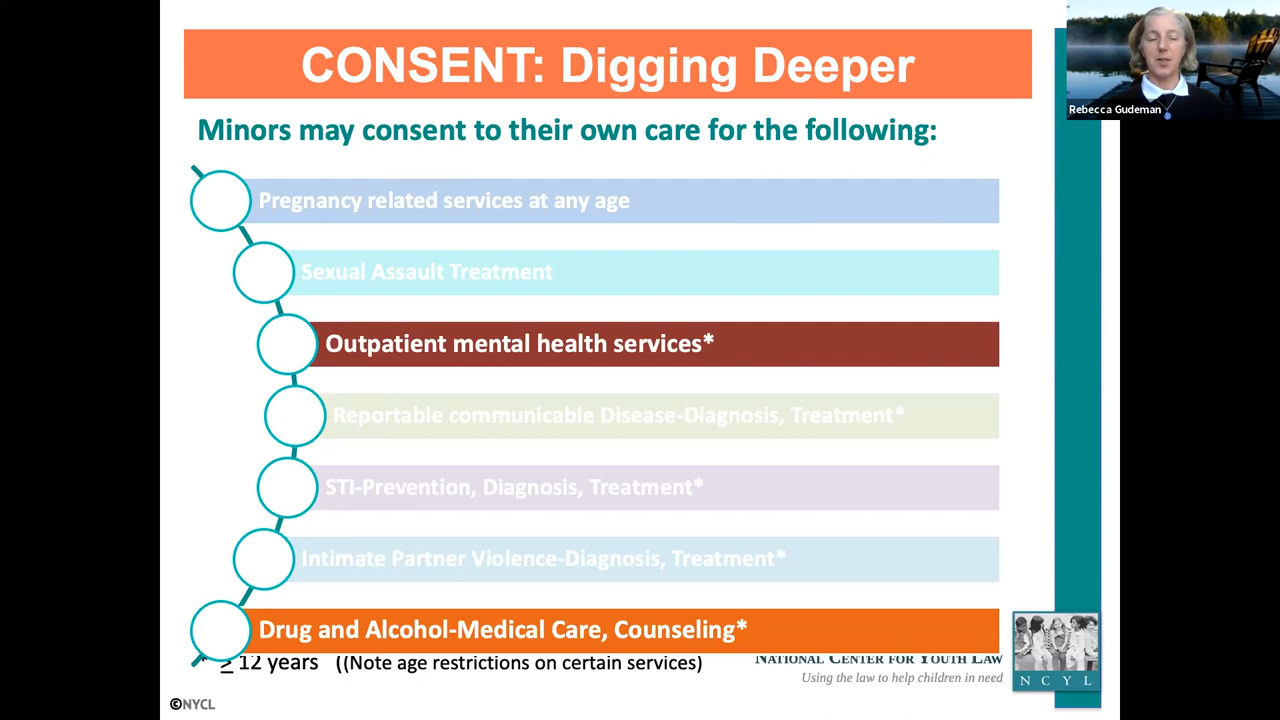 CONSENT: Digging Deeper
Rebecca Gudeman
Minors may consent to their own care for the following:
Pregnancy related services at any age
Sexual Assault Treatment
Outpatient mental health services*
Reportable communicable Disease-Diagnosis, Treatment*
STI-Prevention, Diagnosis, Treatment*
Intimate Partner Violence-Diagnosis, Treatment*
Drug and Alcohol-Medical Care, Counseling*
* ≥ 12 years ((Note age restrictions on certain services)
NATIONAL CENTER FOR YOUTH LAW
Using the law to help children in need
NCYL
©NYCL